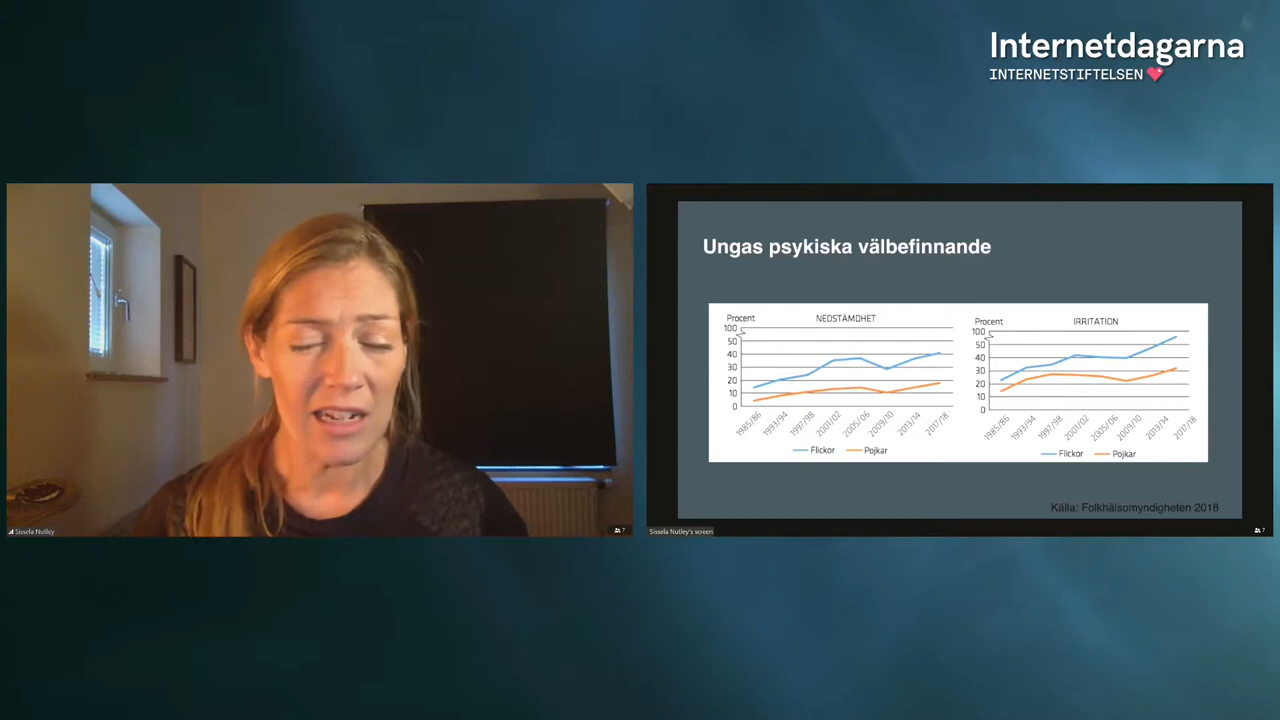 Internetdagarna
INTERNETSTIFTELSEN
Ungas psykiska välbefinnande
Procent
NEDSTÄMDHET
100
50
40
30
20
10
0
1985/86
1993/94
1997/98
2001/02
2005/06
2009/10
2013/14
2017/18
Flickor
Pojkar
Procent
IRRITATION
100
50
40
30
20
10
0
1985/86
1993/94
1997/98
2001/02
2005/06
2009/10
2013/14
2017/18
Flickor
Pojkar
Källa: Folkhälsomyndigheten 2018
Sissela Nutley
7
Sissela Nutley's screen
7